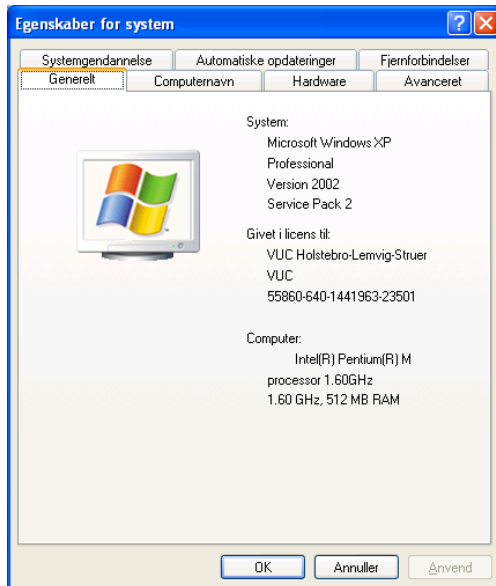 Egenskaber for system
Systemgendannelse
Automatiske opdateringer
Fjernforbindelser
Generelt
Computernavn
Hardware
Avanceret
System:
Microsoft Windows XP
Professional
Version 2002
Service Pack 2
Givet i licens til:
VUC Holstebro-Lemvig-Struer
VUC
55860-640-1441963-23501
Computer:
Intel(R) Pentium(R) M
processor 1.60GHz
1.60 GHz, 512 MB RAM
OK
Annuller
Anvend